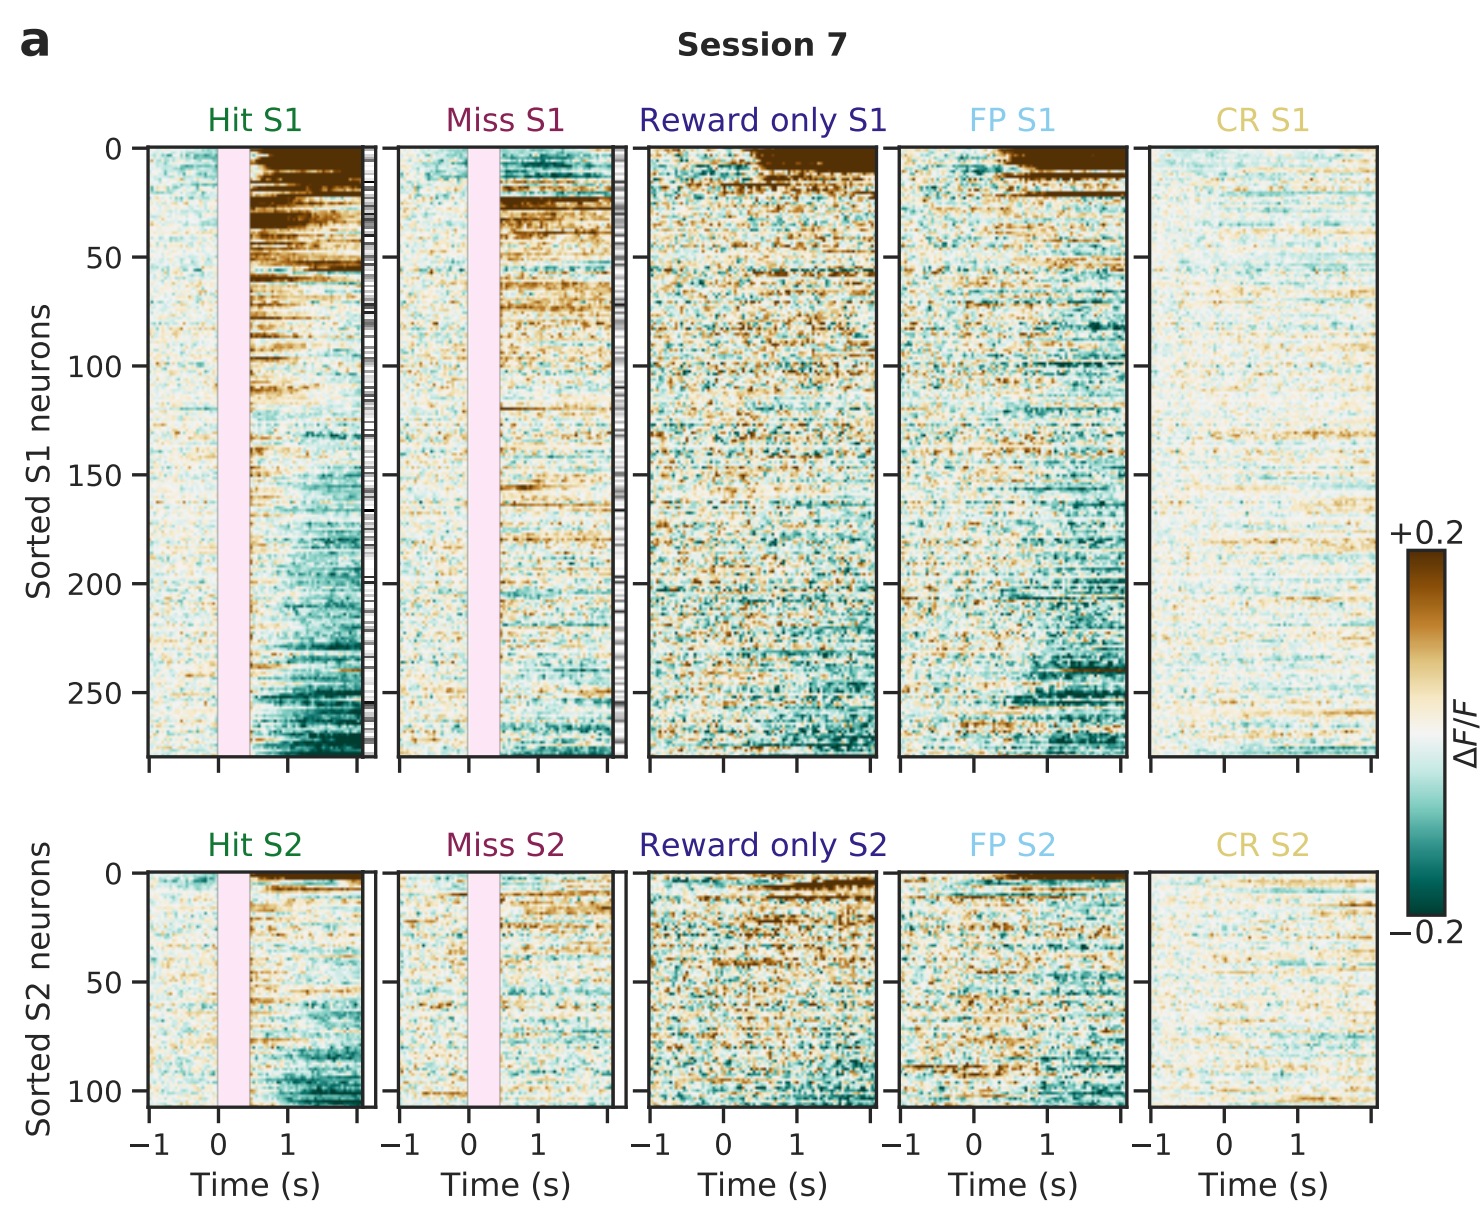 a
Session 7
Hit S1 Miss S1 Reward only S1 FP S1 CR S1
Sorted S1 neurons
0
50
100
150
200
250
+0.2
ΔF/F
−0.2
Hit S2 Miss S2 Reward only S2 FP S2 CR S2
Sorted S2 neurons
0
50
100
−1 0 1 −1 0 1 −1 0 1 −1 0 1 −1 0 1
Time (s) Time (s) Time (s) Time (s) Time (s)